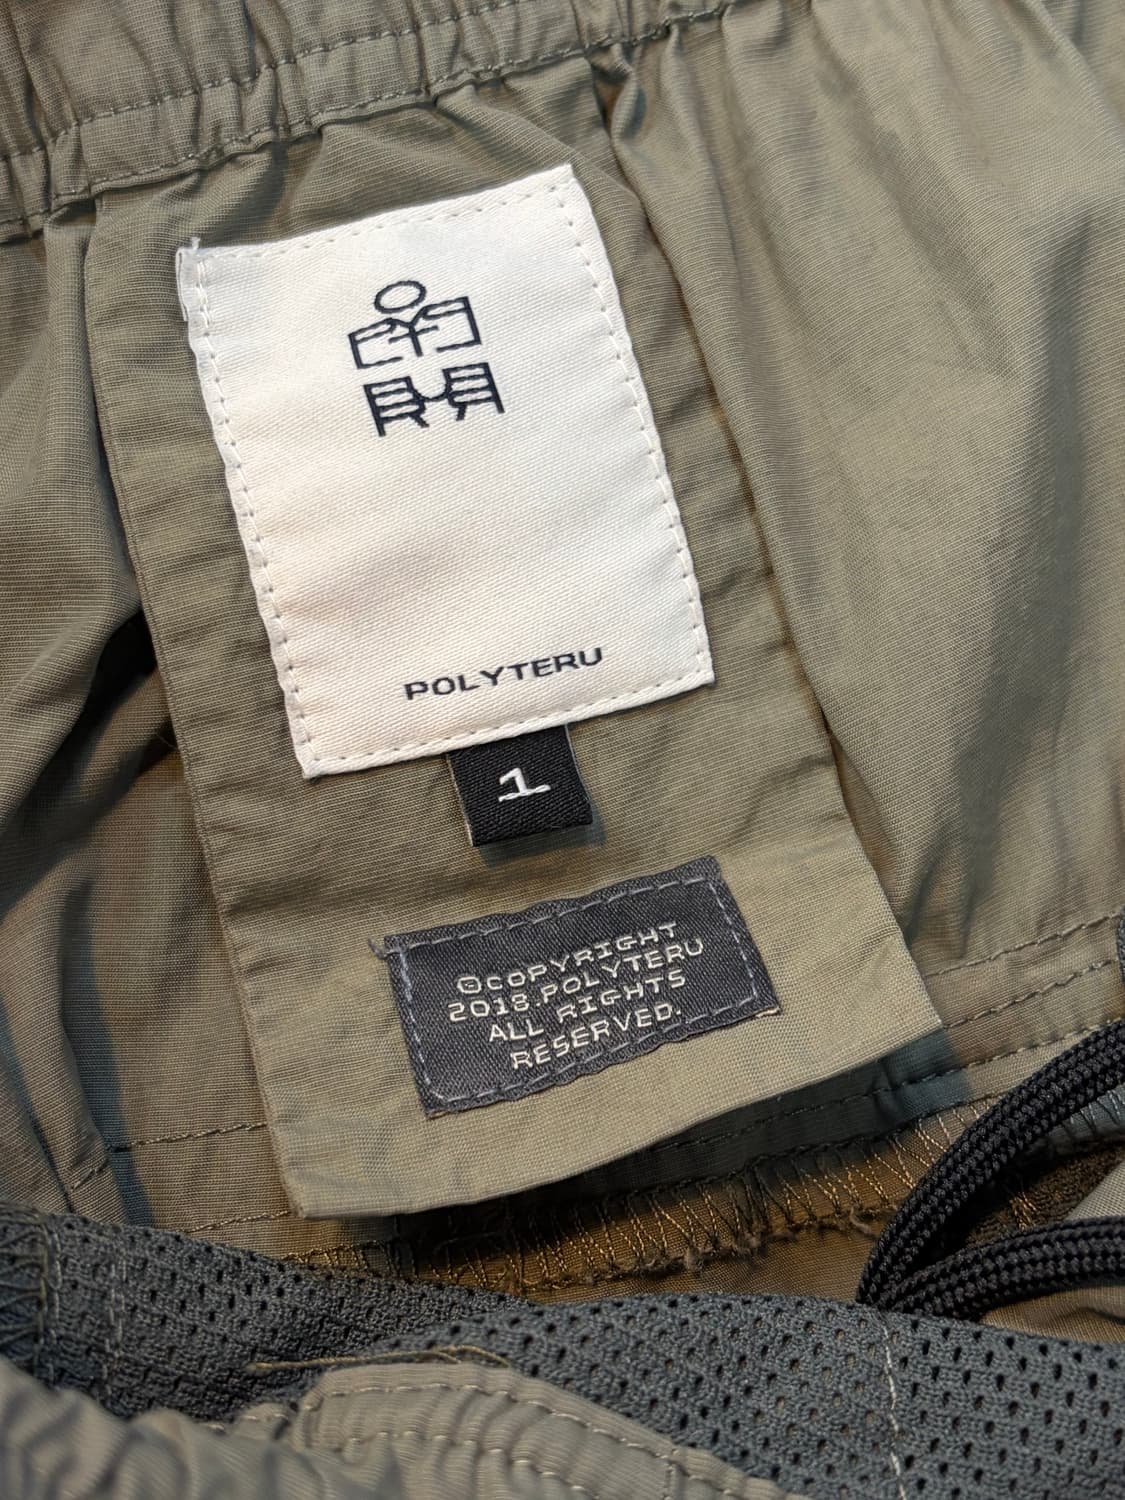 POLYTERU
1
©COPYRIGHT
2018.POLYTERU
ALL RIGHTS
RESERVED.